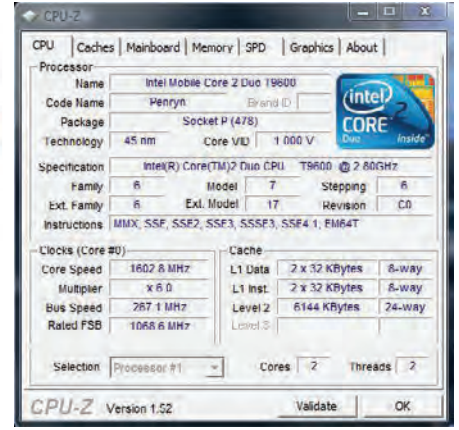 CPU-Z
CPU Caches Mainboard Memory SPD Graphics About
Processor
Name Intel Mobile Core 2 Duo T9600
Code Name Penryn Brand ID
Package Socket P (478)
Technology 45 nm Core VID 1.000 V
intel
CORE 2
Duo inside
Specification Intel(R) Core(TM)2 Duo CPU T9600 @ 2.80GHz
Family 6 Model 7 Stepping 6
Ext. Family 6 Ext. Model 17 Revision C0
Instructions MMX, SSE, SSE2, SSE3, SSSE3, SSE4.1, EM64T
Clocks (Core #0) Cache
Core Speed 1602.8 MHz L1 Data 2 x 32 KBytes 8-way
Multiplier x 6.0 L1 Inst. 2 x 32 KBytes 8-way
Bus Speed 267.1 MHz Level 2 6144 KBytes 24-way
Rated FSB 1068.6 MHz Level 3
Selection Processor #1 Cores 2 Threads 2
CPU-Z Version 1.52 Validate OK